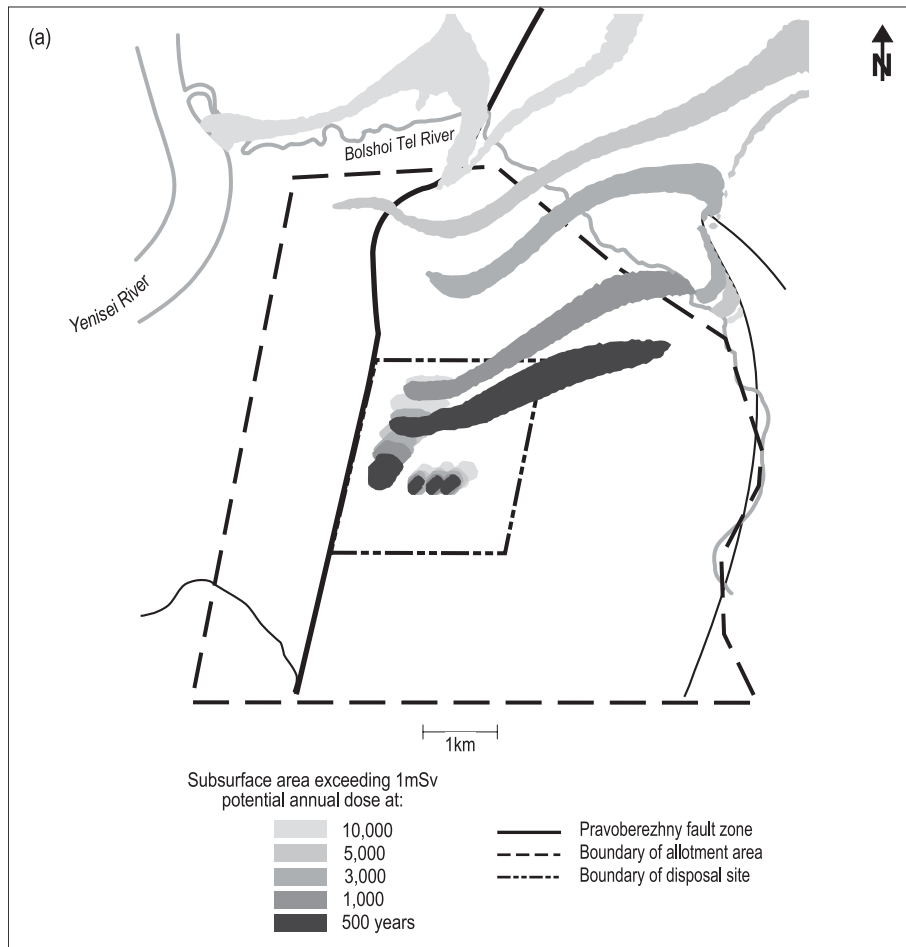 (a)
N
Bolshoi Tel River
Yenisei River
1km
Subsurface area exceeding 1mSv
potential annual dose at:
10,000
5,000
3,000
1,000
500 years
Pravoberezhny fault zone
Boundary of allotment area
Boundary of disposal site